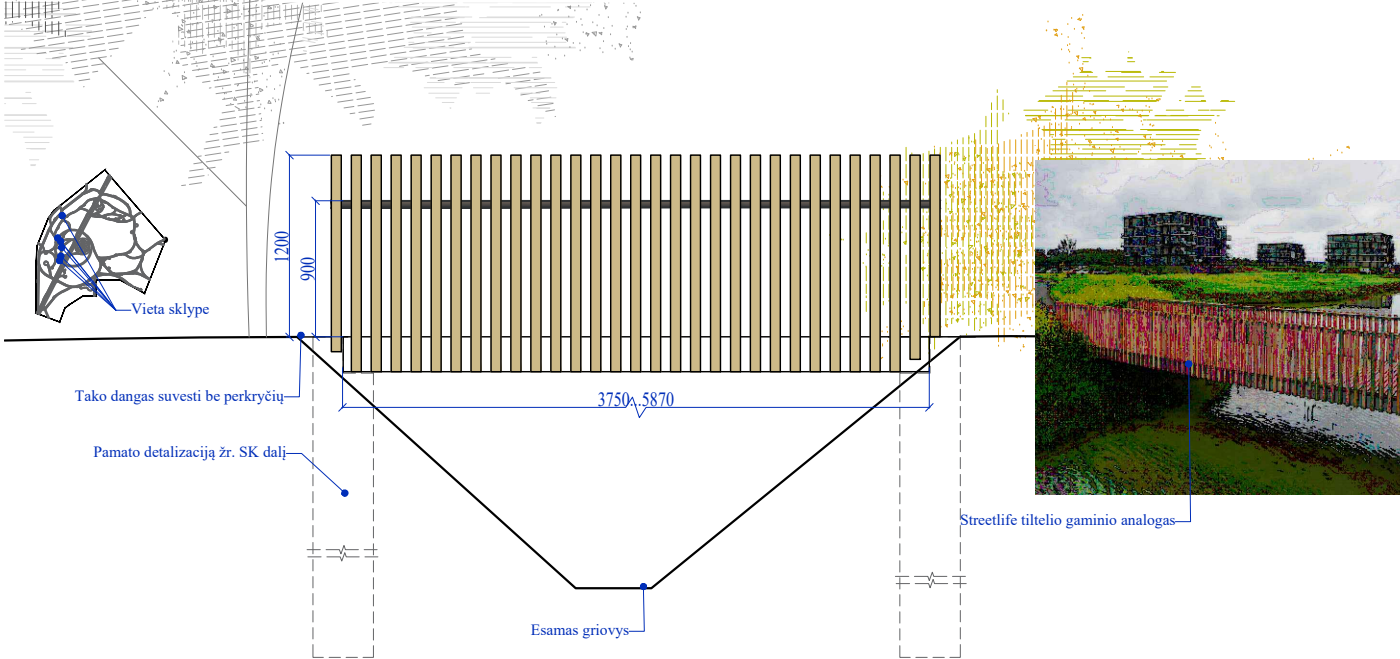 1200
900
Vieta sklype
Tako dangas suvesti be perkryčių
3750...5870
Pamato detalizaciją žr. SK dalį
Streetlife tiltelio gaminio analogas
Esamas griovys